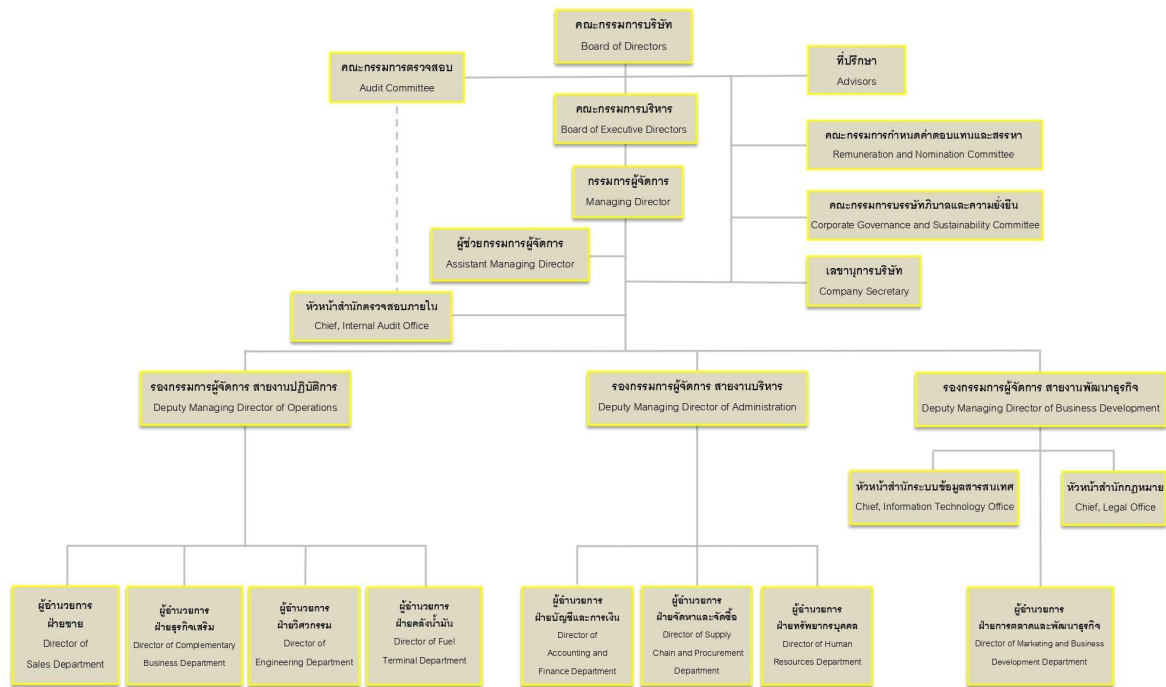 คณะกรรมการบริษัท
Board of Directors
คณะกรรมการตรวจสอบ
Audit Committee
ที่ปรึกษา
Advisors
คณะกรรมการบริหาร
Board of Executive Directors
คณะกรรมการกำหนดค่าตอบแทนและสรรหา
Remuneration and Nomination Committee
กรรมการผู้จัดการ
Managing Director
คณะกรรมการบรรษัทภิบาลและความยั่งยืน
Corporate Governance and Sustainability Committee
ผู้ช่วยกรรมการผู้จัดการ
Assistant Managing Director
เลขานุการบริษัท
Company Secretary
หัวหน้าสำนักตรวจสอบภายใน
Chief, Internal Audit Office
รองกรรมการผู้จัดการ สายงานปฏิบัติการ
Deputy Managing Director of Operations
รองกรรมการผู้จัดการ สายงานบริหาร
Deputy Managing Director of Administration
รองกรรมการผู้จัดการ สายงานพัฒนาธุรกิจ
Deputy Managing Director of Business Development
หัวหน้าสำนักระบบข้อมูลสารสนเทศ
Chief, Information Technology Office
หัวหน้าสำนักกฎหมาย
Chief, Legal Office
ผู้อำนวยการ
ฝ่ายขาย
Director of
Sales Department
ผู้อำนวยการ
ฝ่ายธุรกิจเสริม
Director of Complementary
Business Department
ผู้อำนวยการ
ฝ่ายวิศวกรรม
Director of
Engineering Department
ผู้อำนวยการ
ฝ่ายคลังน้ำมัน
Director of Fuel
Terminal Department
ผู้อำนวยการ
ฝ่ายบัญชีและการเงิน
Director of
Accounting and
Finance Department
ผู้อำนวยการ
ฝ่ายจัดหาและจัดซื้อ
Director of Supply
Chain and Procurement
Department
ผู้อำนวยการ
ฝ่ายทรัพยากรบุคคล
Director of Human
Resources Department
ผู้อำนวยการ
ฝ่ายการตลาดและพัฒนาธุรกิจ
Director of Marketing and Business
Development Department